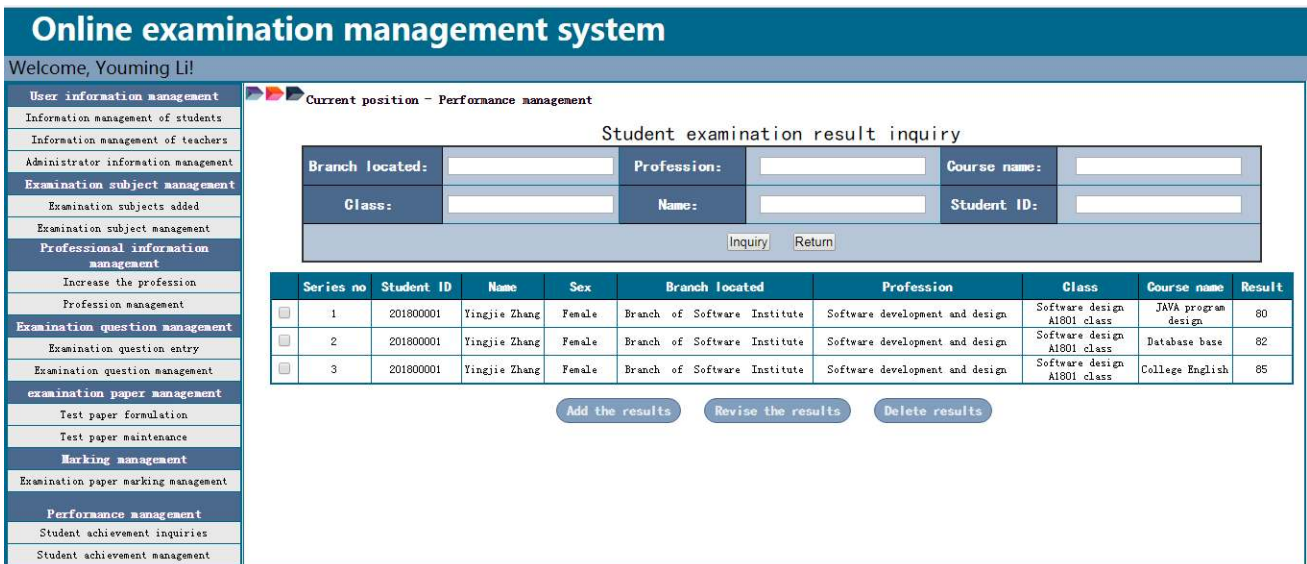 Online examination management system
Welcome, Youming Li!
User information management
Information management of students
Information management of teachers
Administrator information management
Examination subject management
Examination subjects added
Examination subject management
Professional information
management
Increase the profession
Profession management
Examination question management
Examination question entry
Examination question management
examination paper management
Test paper formulation
Test paper maintenance
Marking management
Examination paper marking management
Performance management
Student achievement inquiries
Student achievement management
Current position - Performance management
Student examination result inquiry
Branch located: Profession: Course name:
Class: Name: Student ID:
Inquiry Return
Series no Student ID Name Sex Branch located Profession Class Course name Result
1 201800001 Yingjie Zhang Female Branch of Software Institute Software development and design Software design A1801 class JAVA program design 80
2 201800001 Yingjie Zhang Female Branch of Software Institute Software development and design Software design A1801 class Database base 82
3 201800001 Yingjie Zhang Female Branch of Software Institute Software development and design Software design A1801 class College English 85
Add the results Revise the results Delete results